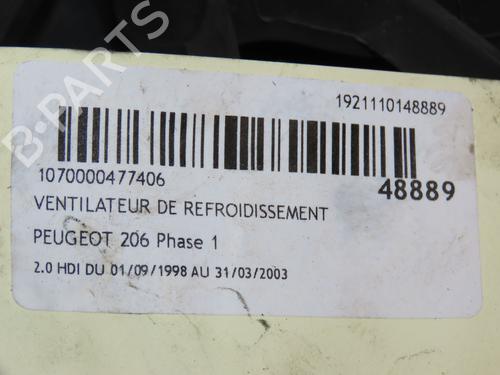 1921110148889
1070000477406
48889
VENTILATEUR DE REFROIDISSEMENT
PEUGEOT 206 Phase 1
2.0 HDI DU 01/09/1998 AU 31/03/2003
B-PARTS